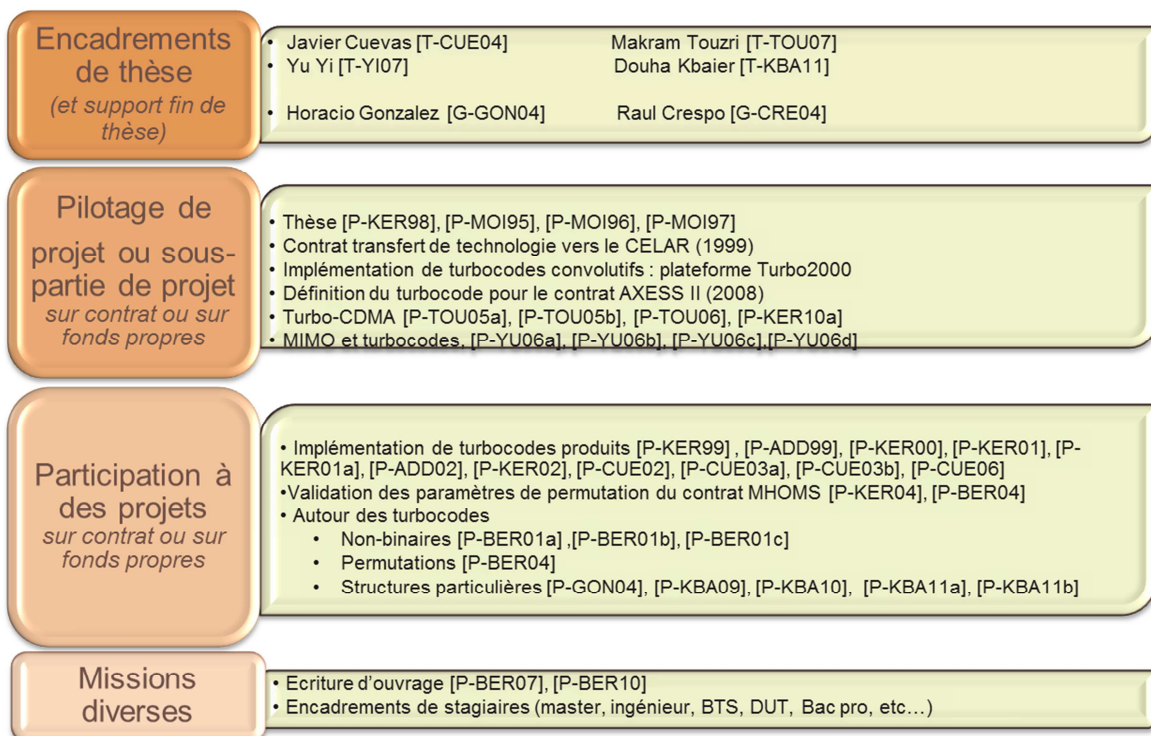 Encadrements
de thèse
(et support fin de
thèse)
• Javier Cuevas [T-CUE04] Makram Touzri [T-TOU07]
• Yu Yi [T-YI07] Douha Kbaier [T-KBA11]
• Horacio Gonzalez [G-GON04] Raul Crespo [G-CRE04]
Pilotage de
projet ou sous-
partie de projet
sur contrat ou sur
fonds propres
• Thèse [P-KER98], [P-MOI95], [P-MOI96], [P-MOI97]
• Contrat transfert de technologie vers le CELAR (1999)
• Implémentation de turbocodes convolutifs : plateforme Turbo2000
• Définition du turbocode pour le contrat AXESS II (2008)
• Turbo-CDMA [P-TOU05a], [P-TOU05b], [P-TOU06], [P-KER10a]
• MIMO et turbocodes, [P-YU06a], [P-YU06b], [P-YU06c],[P-YU06d]
Participation à
des projets
sur contrat ou sur
fonds propres
• Implémentation de turbocodes produits [P-KER99] , [P-ADD99], [P-KER00], [P-KER01], [P-
KER01a], [P-ADD02], [P-KER02], [P-CUE02], [P-CUE03a], [P-CUE03b], [P-CUE06]
•Validation des paramètres de permutation du contrat MHOMS [P-KER04], [P-BER04]
• Autour des turbocodes
• Non-binaires [P-BER01a] ,[P-BER01b], [P-BER01c]
• Permutations [P-BER04]
• Structures particulières [P-GON04], [P-KBA09], [P-KBA10], [P-KBA11a], [P-KBA11b]
Missions
diverses
• Ecriture d'ouvrage [P-BER07], [P-BER10]
• Encadrements de stagiaires (master, ingénieur, BTS, DUT, Bac pro, etc…)